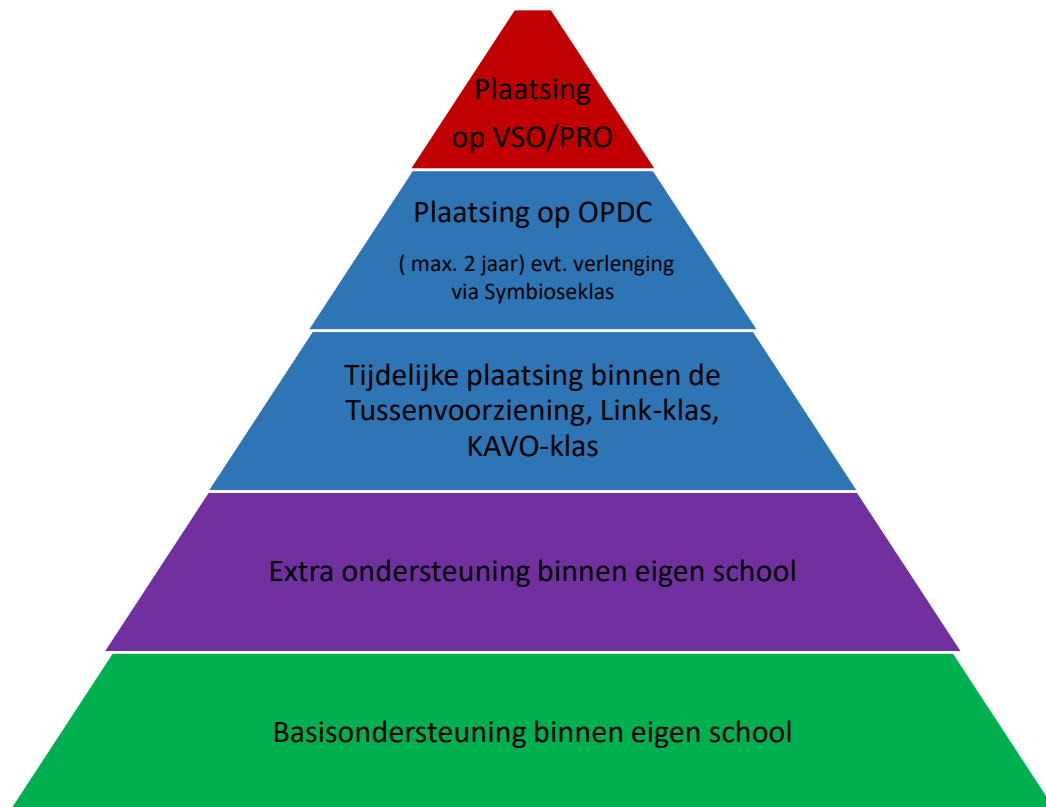 Plaatsing
op VSO/PRO
Plaatsing op OPDC
( max. 2 jaar) evt. verlenging
via Symbioseklas
Tijdelijke plaatsing binnen de
Tussenvoorziening, Link-klas,
KAVO-klas
Extra ondersteuning binnen eigen school
Basisondersteuning binnen eigen school